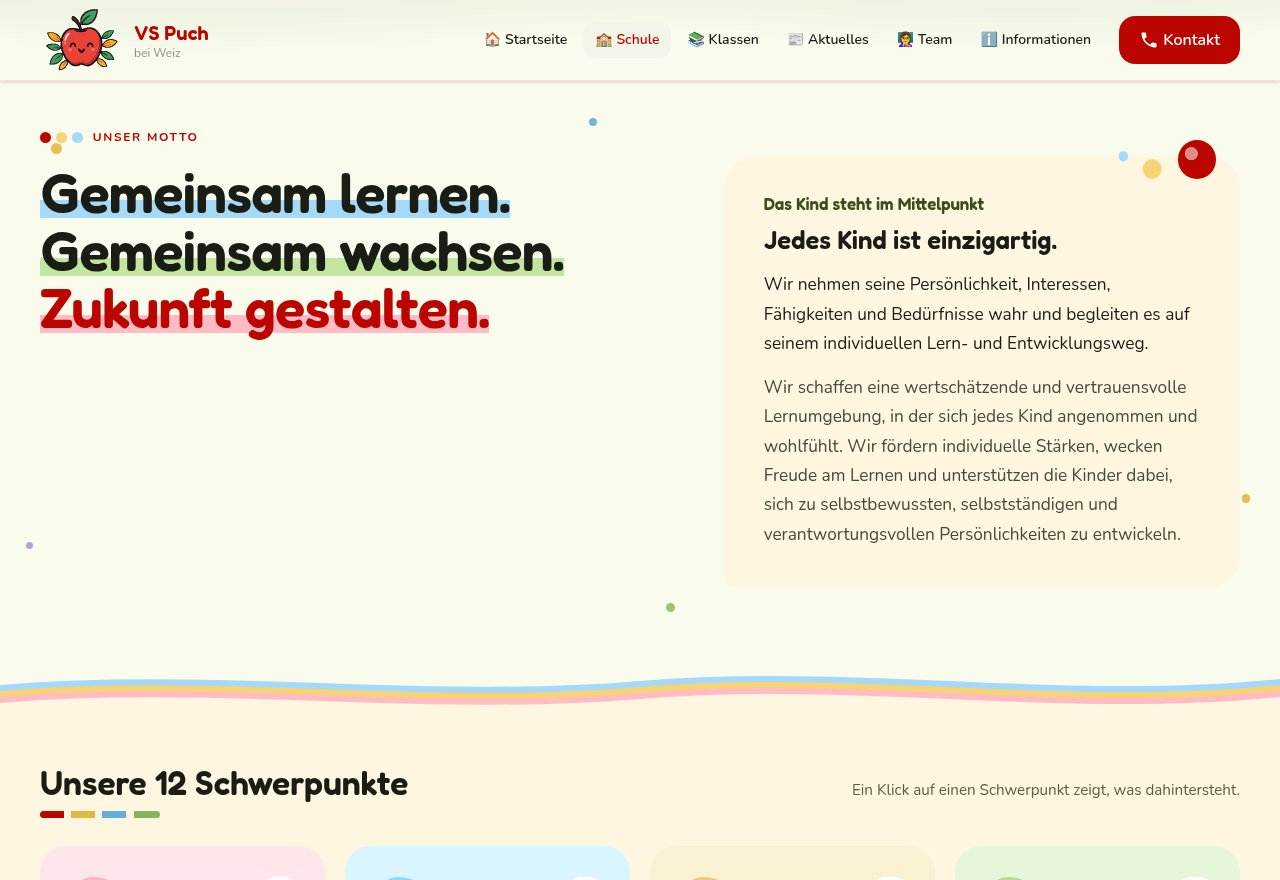 VS Puch
bei Weiz
🏠 Startseite
🏫 Schule
📚 Klassen
📰 Aktuelles
👩‍🏫 Team
ℹ️ Informationen
Kontakt
UNSER MOTTO
Gemeinsam lernen.
Gemeinsam wachsen.
Zukunft gestalten.
Das Kind steht im Mittelpunkt
Jedes Kind ist einzigartig.
Wir nehmen seine Persönlichkeit, Interessen,
Fähigkeiten und Bedürfnisse wahr und begleiten es auf
seinem individuellen Lern- und Entwicklungsweg.
Wir schaffen eine wertschätzende und vertrauensvolle
Lernumgebung, in der sich jedes Kind angenommen und
wohlfühlt. Wir fördern individuelle Stärken, wecken
Freude am Lernen und unterstützen die Kinder dabei,
sich zu selbstbewussten, selbstständigen und
verantwortungsvollen Persönlichkeiten zu entwickeln.
Unsere 12 Schwerpunkte
Ein Klick auf einen Schwerpunkt zeigt, was dahintersteht.